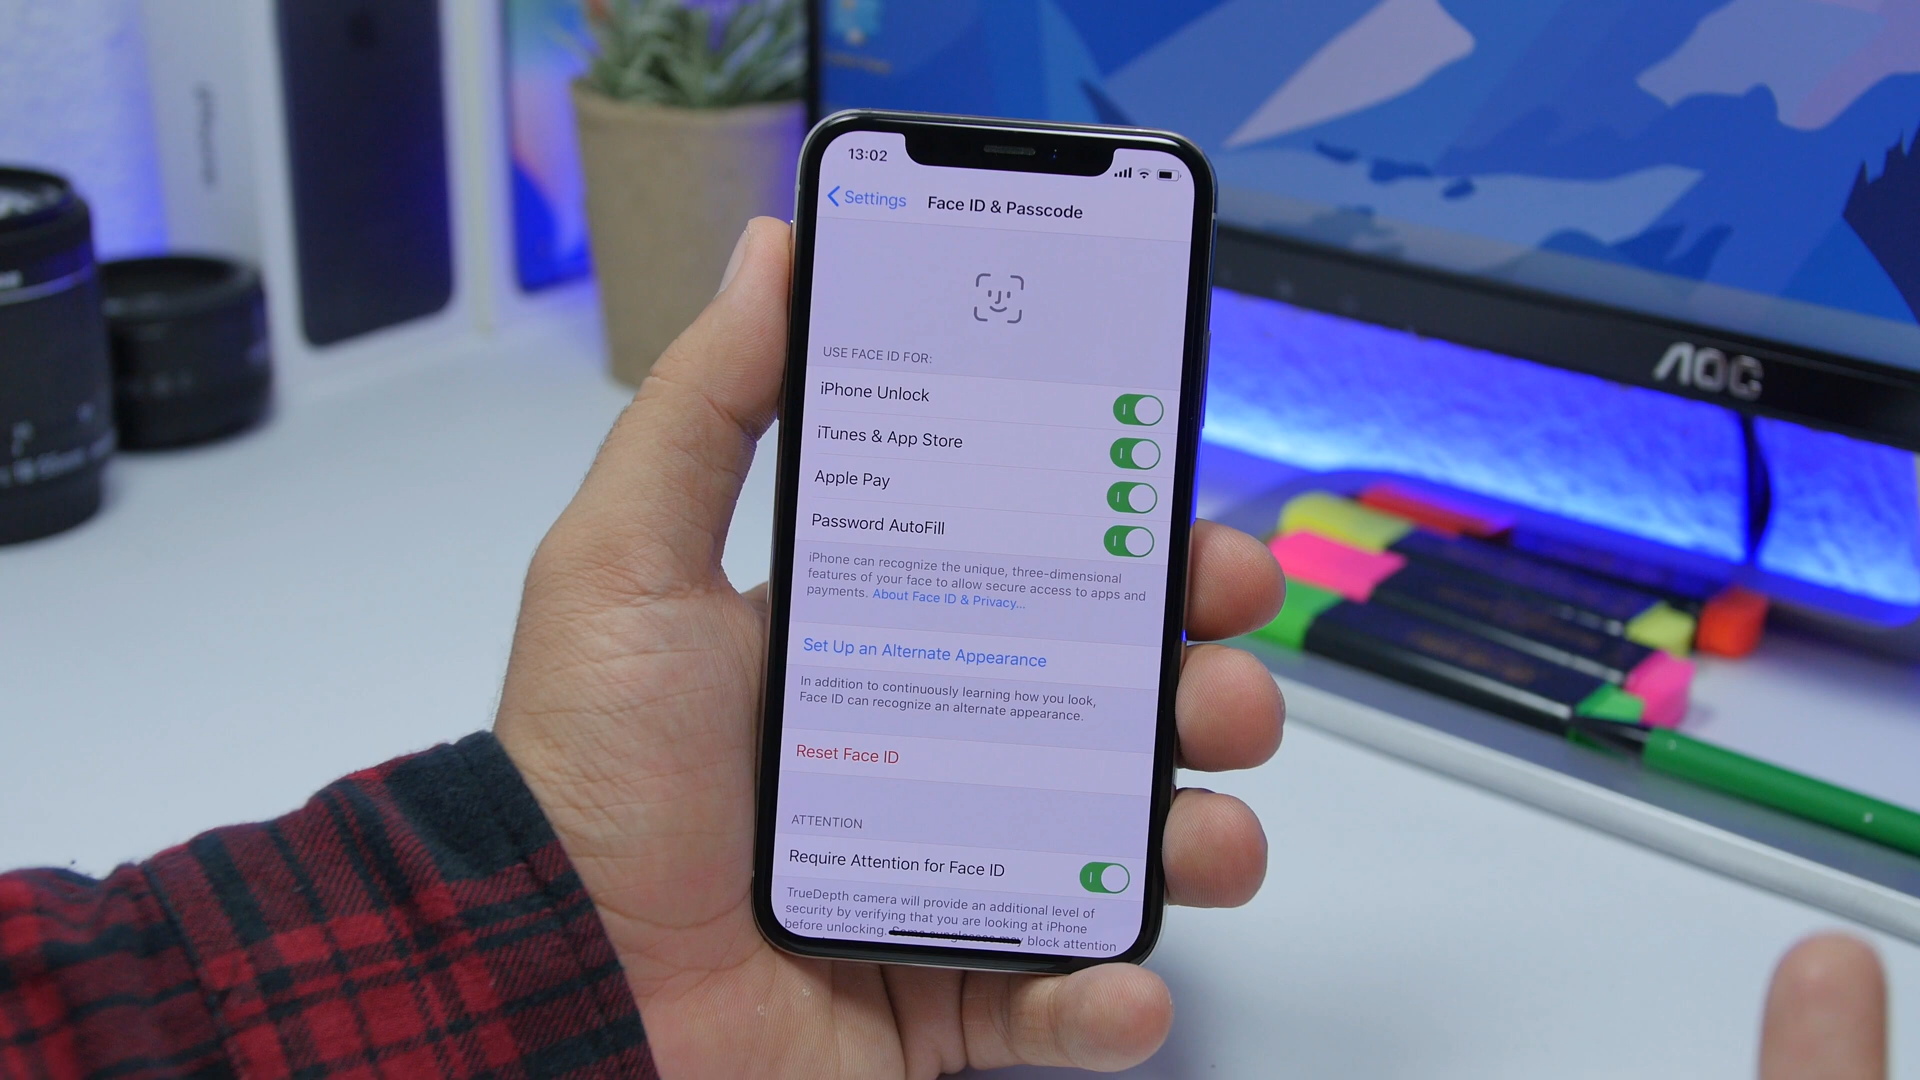 13:02
Settings
Face ID & Passcode
USE FACE ID FOR:
iPhone Unlock
iTunes & App Store
Apple Pay
Password AutoFill
iPhone can recognize the unique, three-dimensional
features of your face to allow secure access to apps and
payments. About Face ID & Privacy...
Set Up an Alternate Appearance
In addition to continuously learning how you look,
Face ID can recognize an alternate appearance.
Reset Face ID
ATTENTION
Require Attention for Face ID
TrueDepth camera will provide an additional level of
security by verifying that you are looking at iPhone
before unlocking. Some sunglasses may block attention
AOC
iPhone